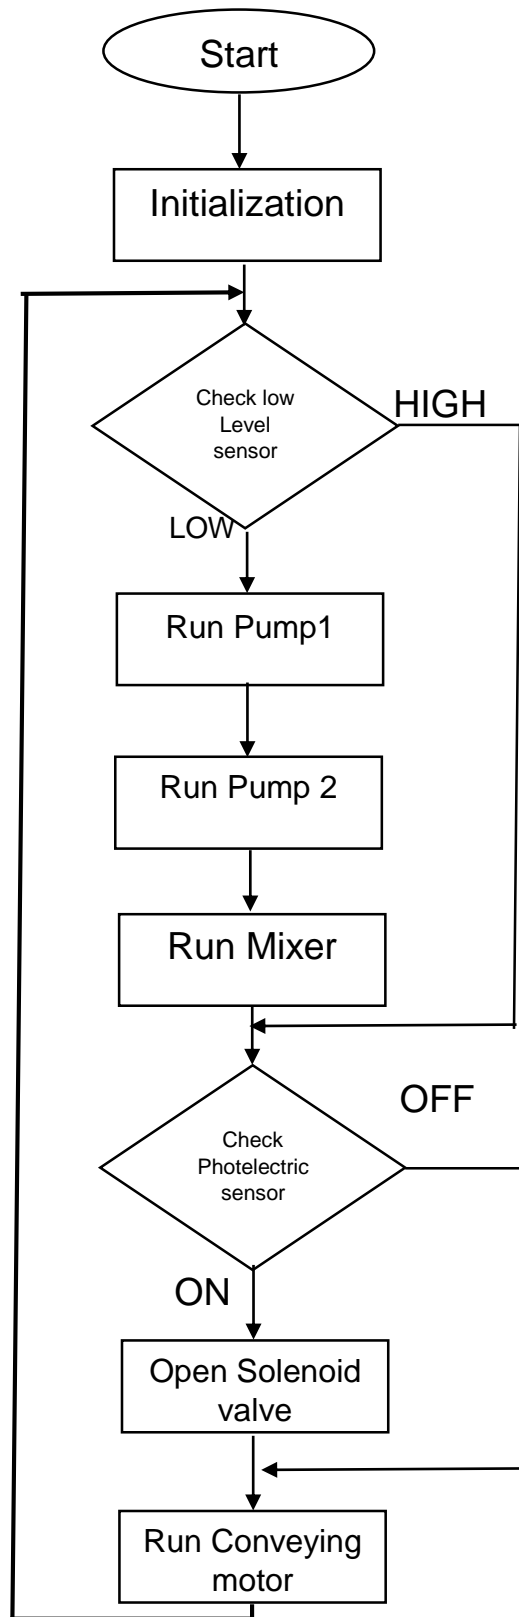 Start
Initialization
Check low
Level
sensor
HIGH
LOW
Run Pump1
Run Pump 2
Run Mixer
OFF
Check
Photelectric
sensor
ON
Open Solenoid
valve
Run Conveying
motor